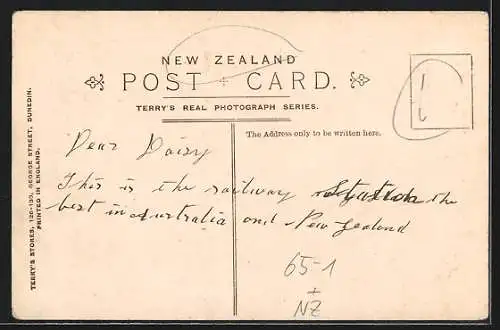 NEW ZEALAND
POST CARD.
TERRY'S REAL PHOTOGRAPH SERIES.
The Address only to be written here.
TERRY'S STORES, 126-130, GEORGE STREET, DUNEDIN.
PRINTED IN ENGLAND.
Dear Daisy
This is the railway Station the
best in Australia and New Zealand
65-1
+
NZ